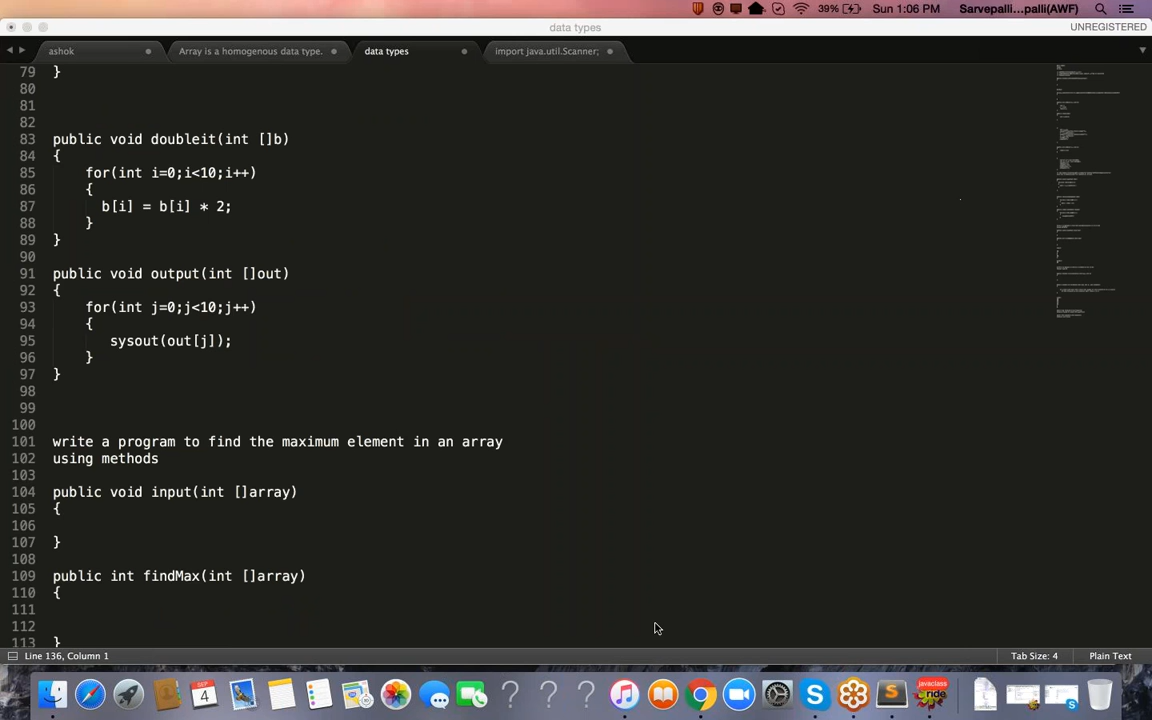 39% Sun 1:06 PM Sarvepalli....palli(AWF)
data types UNREGISTERED
ashok Array is a homogenous data type. data types import java.util.Scanner;
79 }
80
81
82
83 public void doubleit(int []b)
84 {
85 for(int i=0;i<10;i++)
86 {
87 b[i] = b[i] * 2;
88 }
89 }
90
91 public void output(int []out)
92 {
93 for(int j=0;j<10;j++)
94 {
95 sysout(out[j]);
96 }
97 }
98
99
100
101 write a program to find the maximum element in an array
102 using methods
103
104 public void input(int []array)
105 {
106
107 }
108
109 public int findMax(int []array)
110 {
111
112
113 }
Line 136, Column 1 Tab Size: 4 Plain Text
SEP
4
javaclass
ride